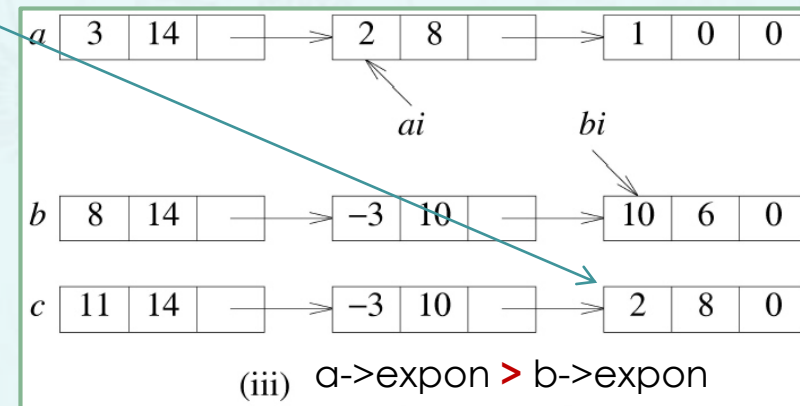 a 3 14 2 8 1 0 0
ai bi
b 8 14 −3 10 10 6 0
c 11 14 −3 10 2 8 0
(iii) a->expon > b->expon